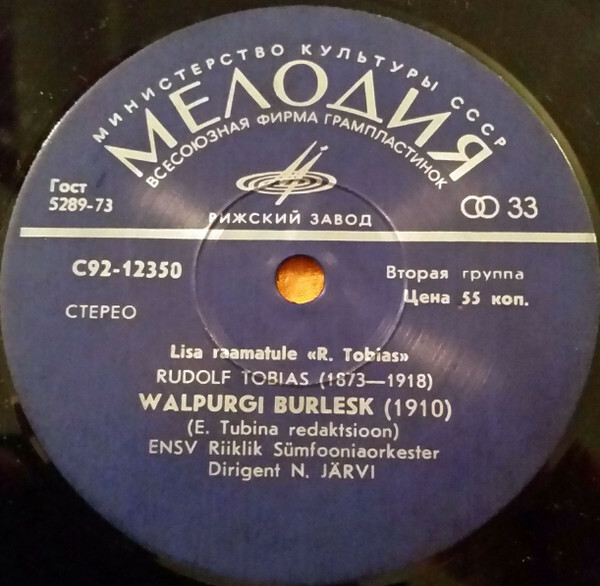 МИНИСТЕРСТВО КУЛЬТУРЫ СССР
МЕЛОДИЯ
ВСЕСОЮЗНАЯ ФИРМА ГРАМПЛАСТИНОК
Гост
5289-73
33
РИЖСКИЙ ЗАВОД
С92-12350
Вторая группа
Цена 55 коп.
СТЕРЕО
Lisa raamatule «R. Tobias»
RUDOLF TOBIAS (1873—1918)
WALPURGI BURLESK (1910)
(E. Tubina redaktsioon)
ENSV Riiklik Sümfooniaorkester
Dirigent N. JÄRVI